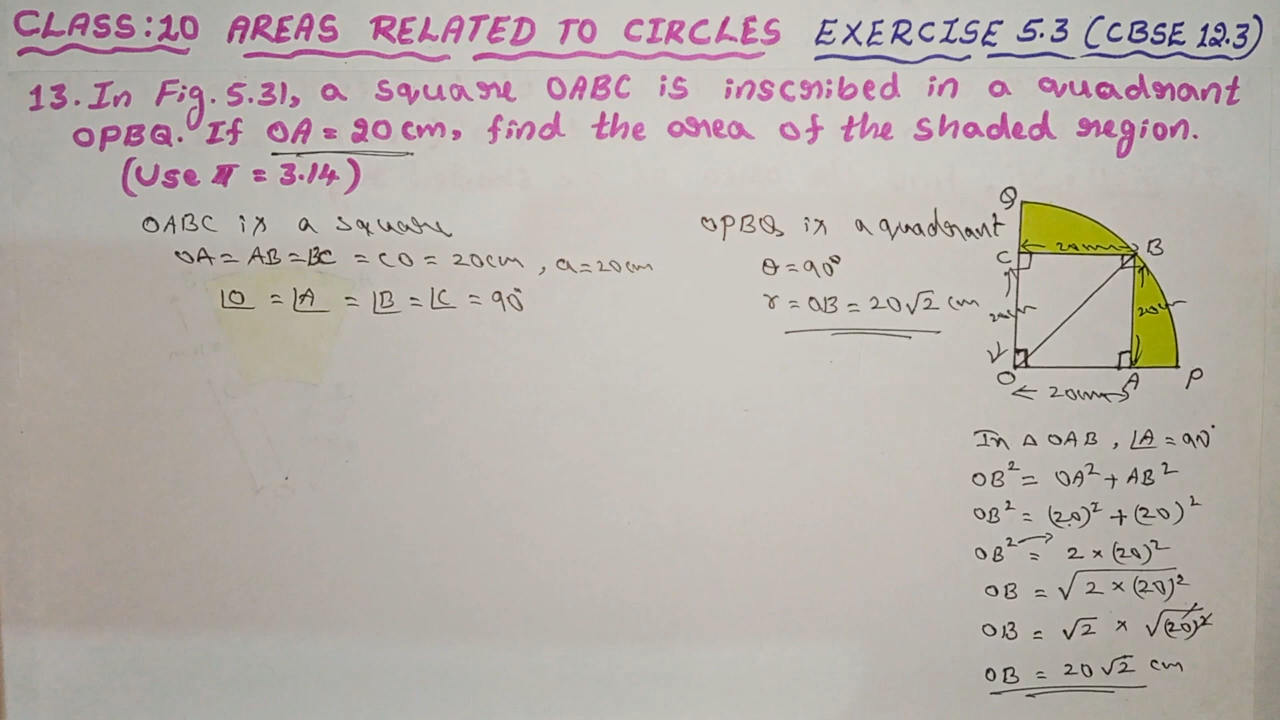 CLASS:10 AREAS RELATED TO CIRCLES EXERCISE 5.3 (CBSE 12.3)
13. In Fig. 5.31, a square OABC is inscribed in a quadrant
OPBQ. If OA = 20 cm, find the area of the shaded region.
(Use π = 3.14)
OABC is a square
OA = AB = BC = CO = 20cm , a = 20cm
∠O = ∠A = ∠B = ∠C = 90°
OPBQ is a quadrant
θ = 90°
r = OB = 20√2 cm
Q
C 20cm B
20cm 20cm
O A P
20cm
In △ OAB , ∠A = 90°
OB² = OA² + AB²
OB² = (20)² + (20)²
OB² = 2 × (20)²
OB = √2 × (20)²
OB = √2 × √(20)²
OB = 20√2 cm